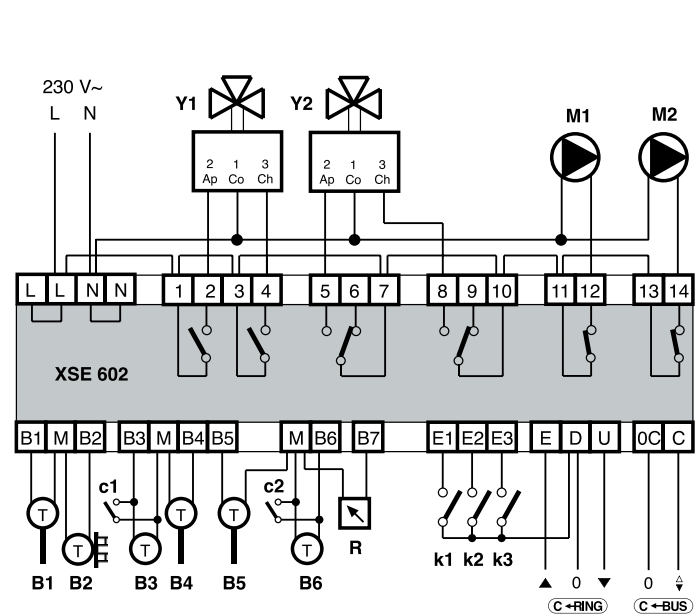 230 V~
L N
Y1 Y2 M1 M2
2 1 3 2 1 3
Ap Co Ch Ap Co Ch
L L N N 1 2 3 4 5 6 7 8 9 10 11 12 13 14
XSE 602
B1 M B2 B3 M B4 B5 M B6 B7 E1 E2 E3 E D U 0C C
c1 c2
T T T T T T
R k1 k2 k3
B1 B2 B3 B4 B5 B6
0
C RING C BUS